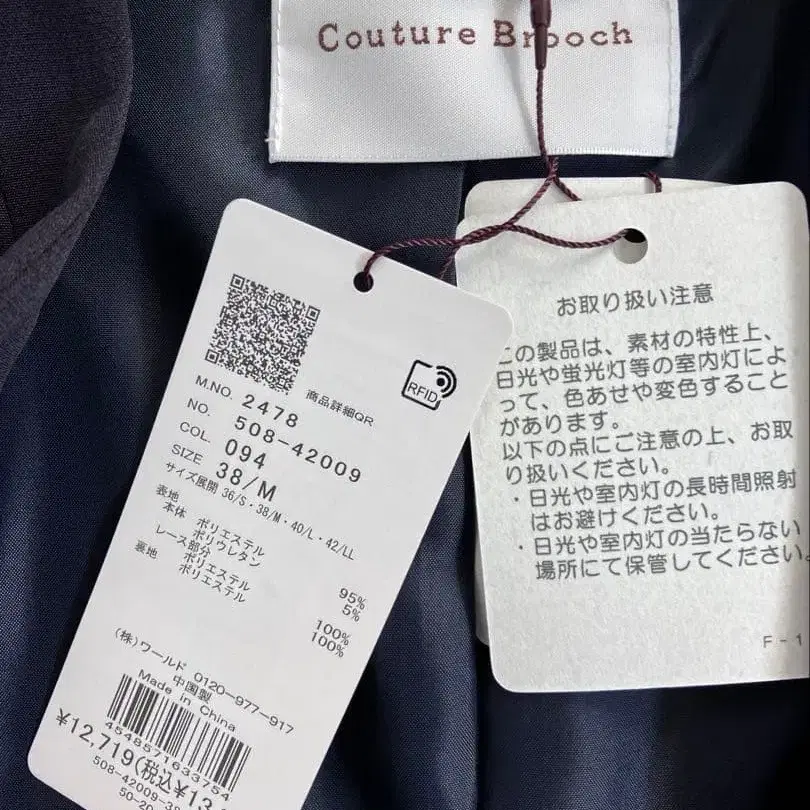 Couture Brooch
商品詳細QR
RFID
M.NO. 2478
NO. 508-42009
COL. 094
SIZE 38/M
サイズ展開 36/S・38/M・40/L・42/LL
表地
本体 ポリエステル 95%
ポリウレタン 5%
レース部分
ポリエステル 100%
裏地 ポリエステル 100%
(株)ワールド 0120-977-917
中国製
Made in China
4548571633751
¥12,719(税込¥13,
508-42009-38
50-20
お取り扱い注意
この製品は、素材の特性上、
日光や蛍光灯等の室内灯によ
って、色あせや変色すること
があります。
以下の点にご注意の上、お取
り扱いください。
・日光や室内灯の長時間照射
はお避けください。
・日光や室内灯の当たらない
場所にて保管してください。
F-1